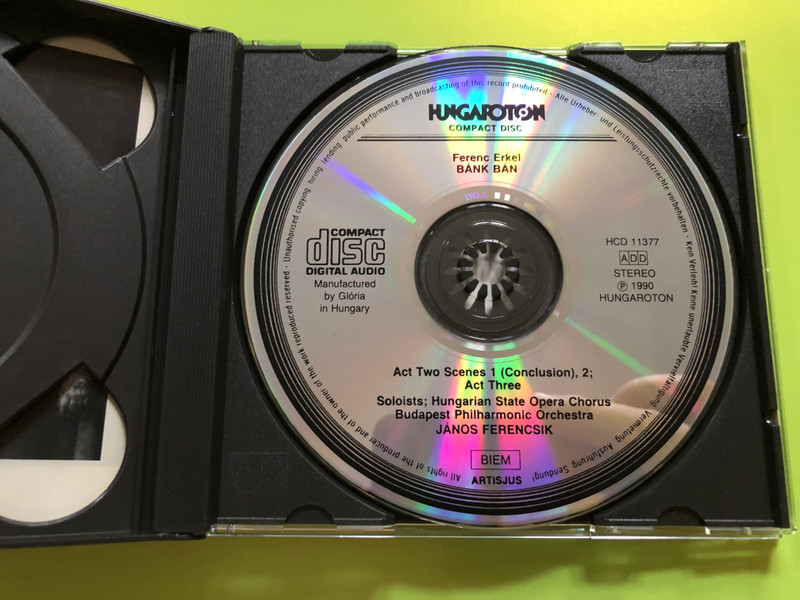 HUNGAROTON
COMPACT DISC
Ferenc Erkel
BÁNK BÁN
COMPACT
disc
DIGITAL AUDIO
Manufactured
by Glória
in Hungary
HCD 11377
ADD
STEREO
℗ 1990
HUNGAROTON
Act Two Scenes 1 (Conclusion), 2;
Act Three
Soloists; Hungarian State Opera Chorus
Budapest Philharmonic Orchestra
JÁNOS FERENCSIK
BIEM
ARTISJUS
All rights of the producer and of the owner of the work reproduced reserved - Unauthorised copying, hiring, lending, public performance and broadcasting of this record prohibited - Alle Urheber- und Leistungsschutzrechte vorbehalten - Kein Verleih! Keine unerlaubte Vervielfältigung, Vermietung, Aufführung, Sendung!